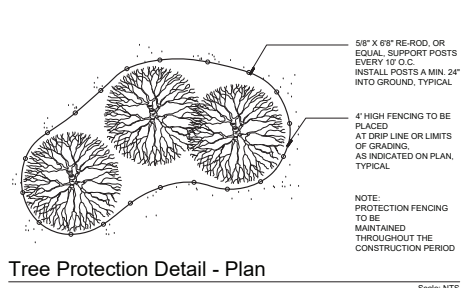 5/8" X 6'8" RE-ROD, OR
EQUAL, SUPPORT POSTS
EVERY 10' O.C.
INSTALL POSTS A MIN. 24"
INTO GROUND, TYPICAL
4' HIGH FENCING TO BE
PLACED
AT DRIP LINE OR LIMITS
OF GRADING,
AS INDICATED ON PLAN,
TYPICAL
NOTE:
PROTECTION FENCING
TO BE
MAINTAINED
THROUGHOUT THE
CONSTRUCTION PERIOD
Tree Protection Detail - Plan
Scale: NTS